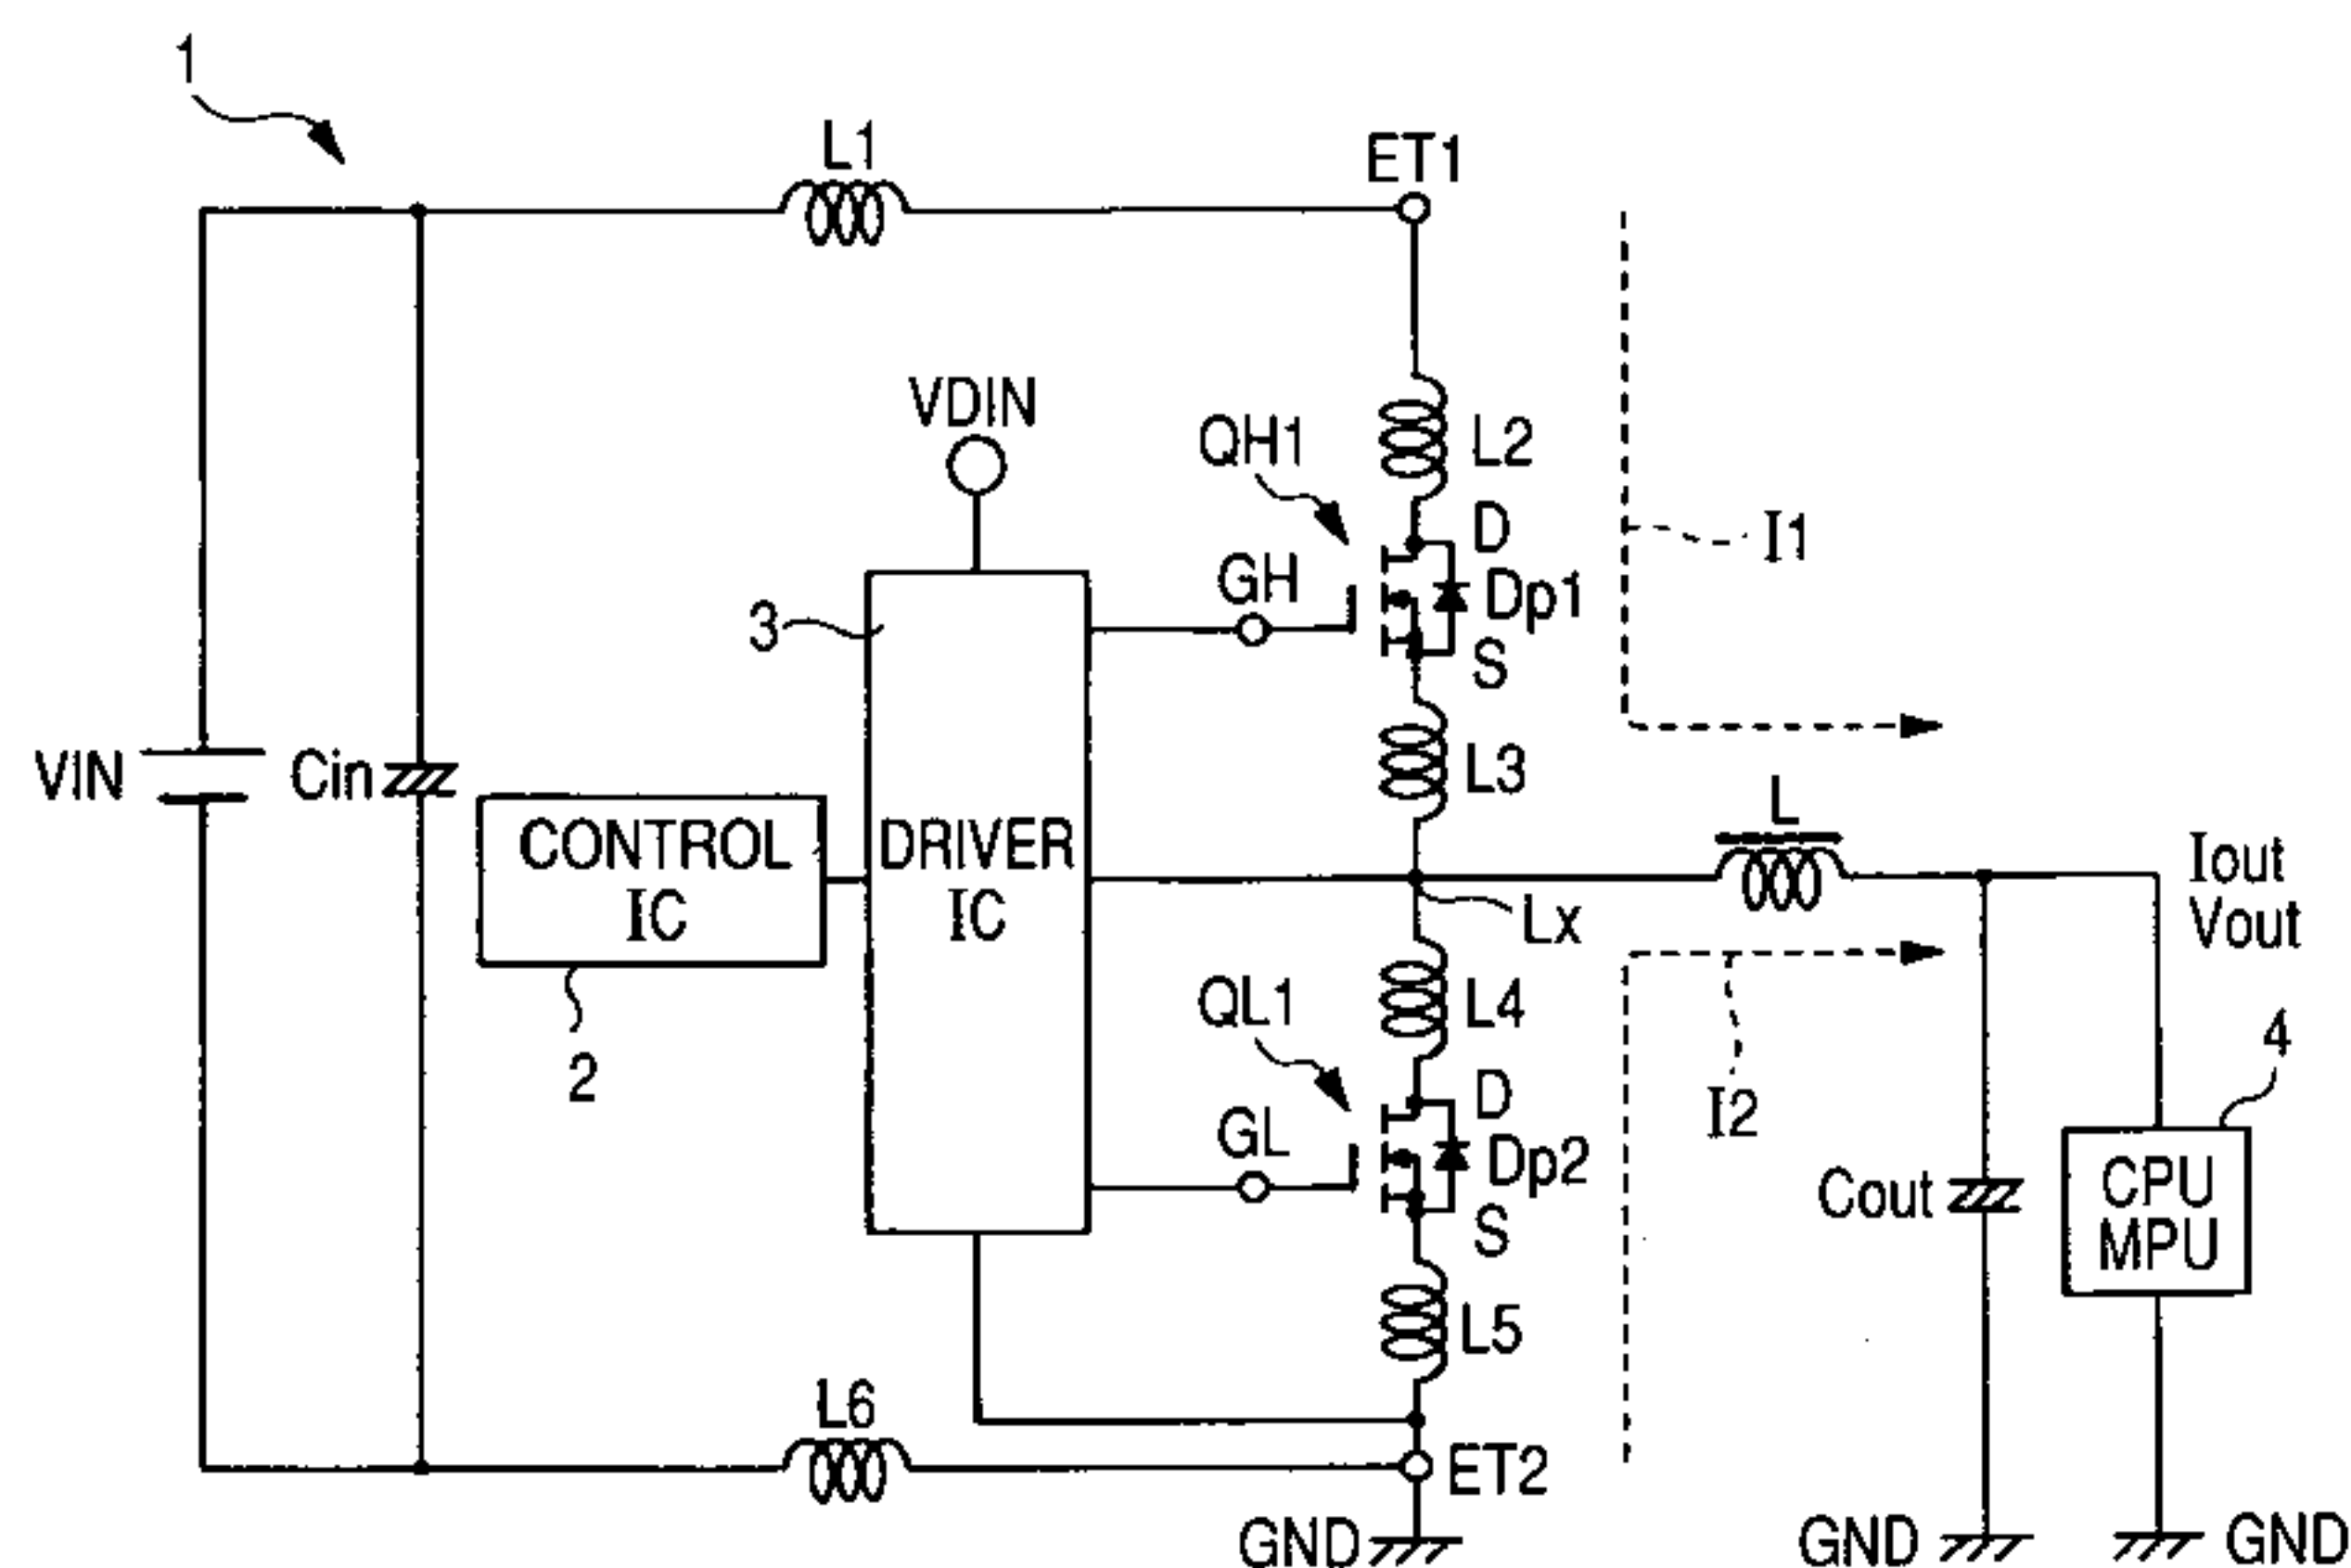 1
L1
ET1
VDIN
QH1
L2
D
I1
GH
Dp1
3
S
VIN
Cin
L3
L
CONTROL
IC
DRIVER
IC
Iout
Vout
Lx
QL1
L4
2
4
D
I2
GL
Dp2
Cout
CPU
MPU
S
L5
L6
ET2
GND
GND
GND